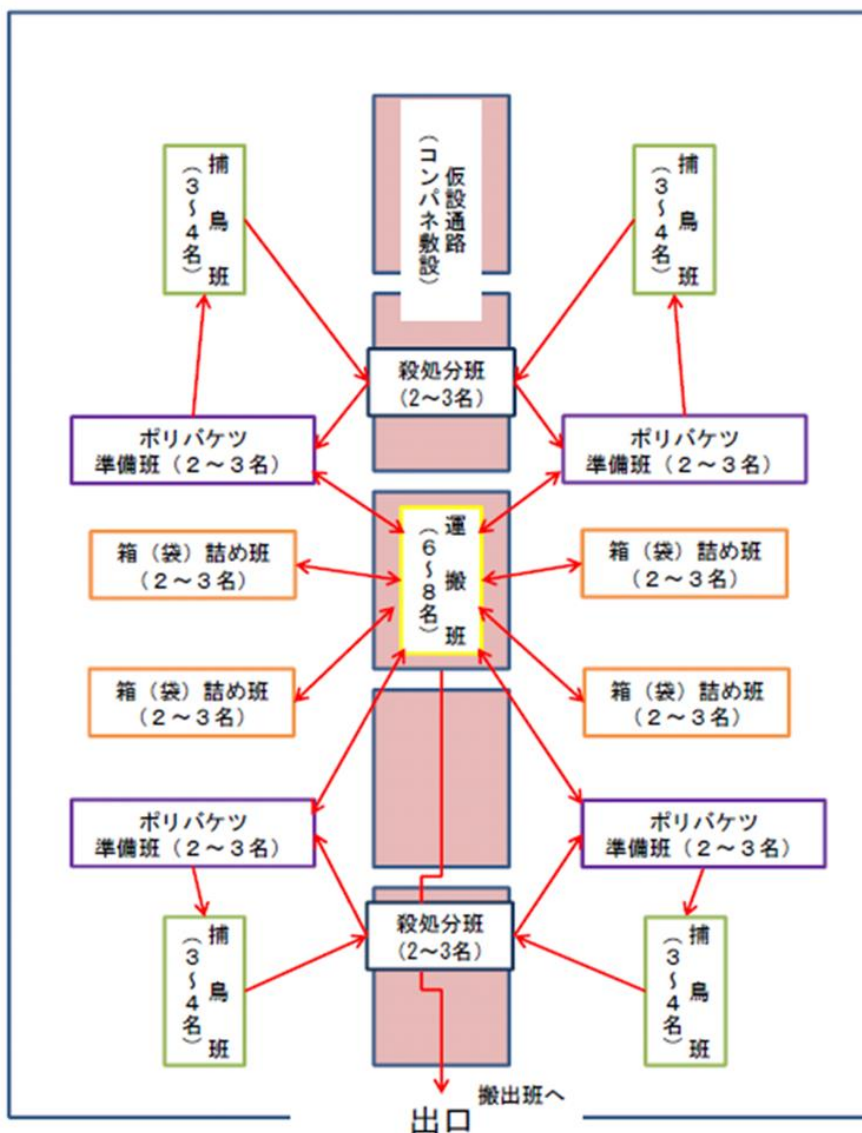 仮設通路
（コンパネ敷設）
捕鳥班
（３～４名）
捕鳥班
（３～４名）
殺処分班
（2～3名）
ポリバケツ
準備班（２～３名）
ポリバケツ
準備班（２～３名）
運搬班
（６～８名）
箱（袋）詰め班
（２～３名）
箱（袋）詰め班
（２～３名）
箱（袋）詰め班
（２～３名）
箱（袋）詰め班
（２～３名）
ポリバケツ
準備班（２～３名）
ポリバケツ
準備班（２～３名）
捕鳥班
（３～４名）
殺処分班
（2～3名）
捕鳥班
（３～４名）
搬出班へ
出口